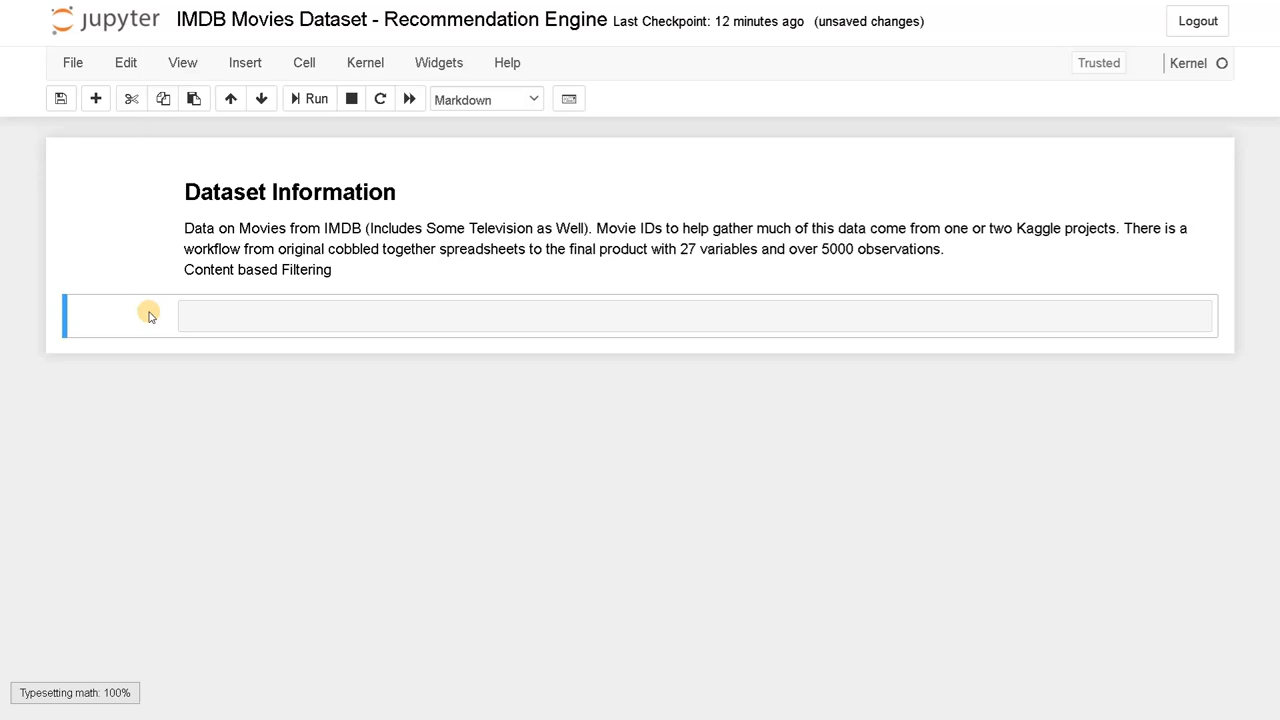 jupyter IMDB Movies Dataset - Recommendation Engine Last Checkpoint: 12 minutes ago (unsaved changes) Logout
File Edit View Insert Cell Kernel Widgets Help Trusted Kernel
Run Markdown
Dataset Information
Data on Movies from IMDB (Includes Some Television as Well). Movie IDs to help gather much of this data come from one or two Kaggle projects. There is a
workflow from original cobbled together spreadsheets to the final product with 27 variables and over 5000 observations.
Content based Filtering
Typesetting math: 100%